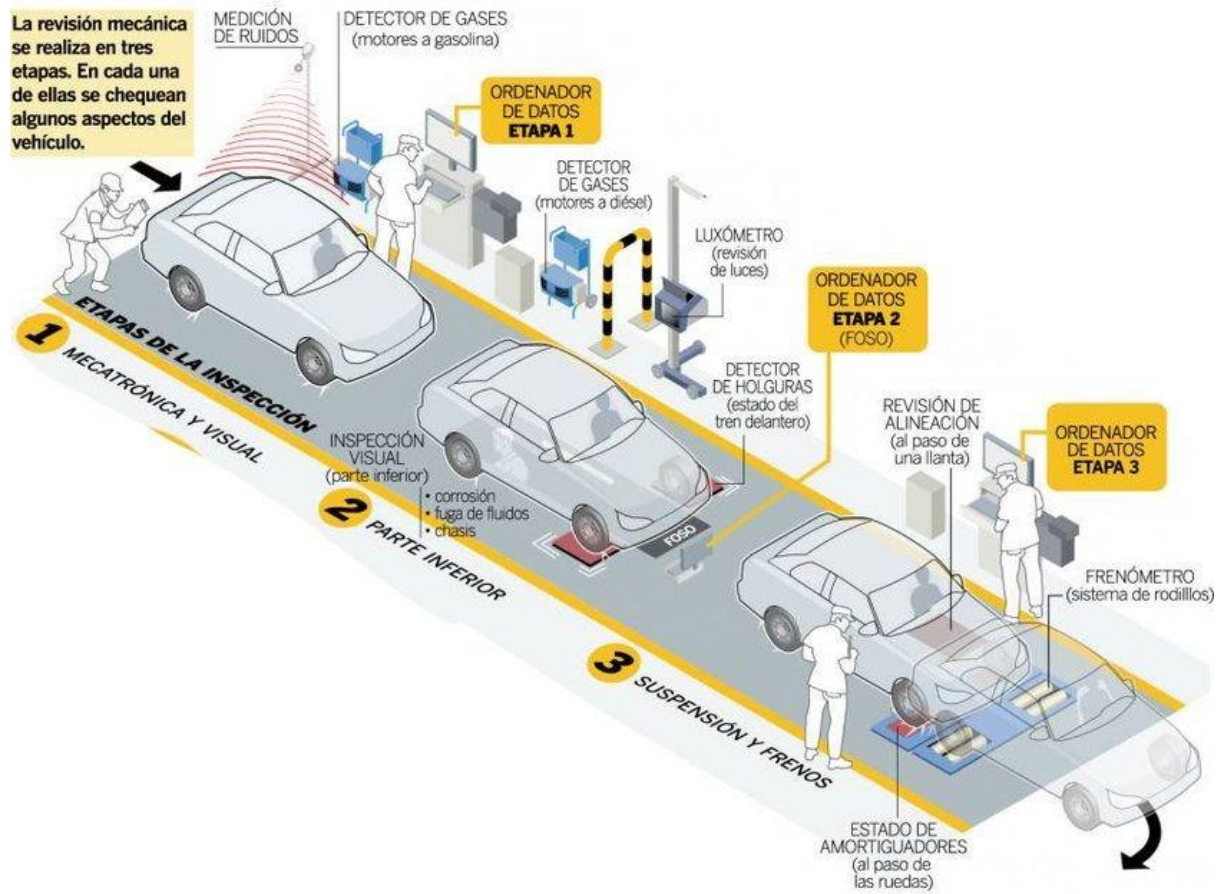 La revisión mecánica
se realiza en tres
etapas. En cada una
de ellas se chequean
algunos aspectos del
vehículo.
MEDICIÓN
DE RUIDOS
DETECTOR DE GASES
(motores a gasolina)
ORDENADOR
DE DATOS
ETAPA 1
DETECTOR
DE GASES
(motores a diésel)
LUXÓMETRO
(revisión
de luces)
ORDENADOR
DE DATOS
ETAPA 2
(FOSO)
ETAPAS DE LA INSPECCIÓN
1 MECATRÓNICA Y VISUAL
DETECTOR
DE HOLGURAS
(estado del
tren delantero)
REVISIÓN DE
ALINEACIÓN
(al paso de
una llanta)
ORDENADOR
DE DATOS
ETAPA 3
INSPECCIÓN
VISUAL
(parte inferior)
• corrosión
• fuga de fluidos
• chasis
FOSO
2 PARTE INFERIOR
FRENÓMETRO
(sistema de rodilllos)
3 SUSPENSIÓN Y FRENOS
ESTADO DE
AMORTIGUADORES
(al paso de
las ruedas)